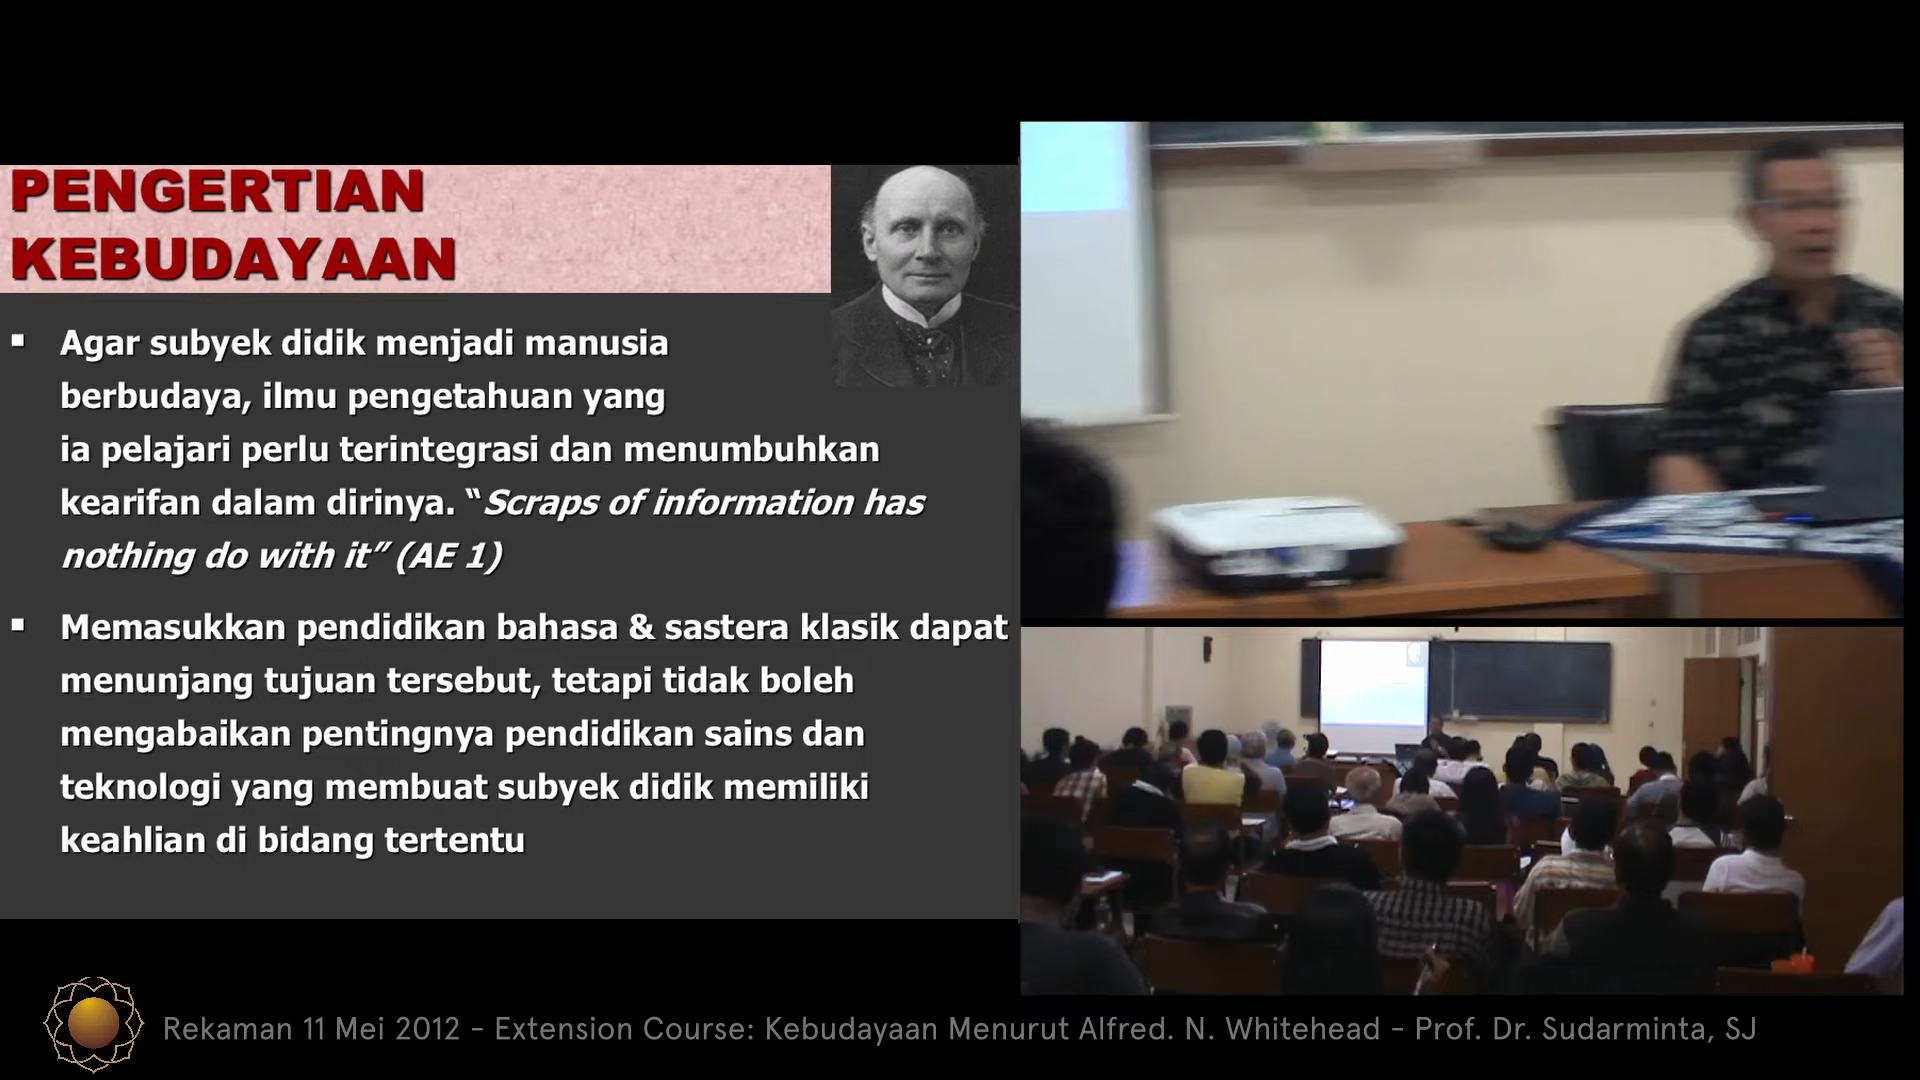 PENGERTIAN
KEBUDAYAAN
▪ Agar subyek didik menjadi manusia
berbudaya, ilmu pengetahuan yang
ia pelajari perlu terintegrasi dan menumbuhkan
kearifan dalam dirinya. “Scraps of information has
nothing do with it” (AE 1)
▪ Memasukkan pendidikan bahasa & sastera klasik dapat
menunjang tujuan tersebut, tetapi tidak boleh
mengabaikan pentingnya pendidikan sains dan
teknologi yang membuat subyek didik memiliki
keahlian di bidang tertentu
Rekaman 11 Mei 2012 - Extension Course: Kebudayaan Menurut Alfred. N. Whitehead - Prof. Dr. Sudarminta, SJ